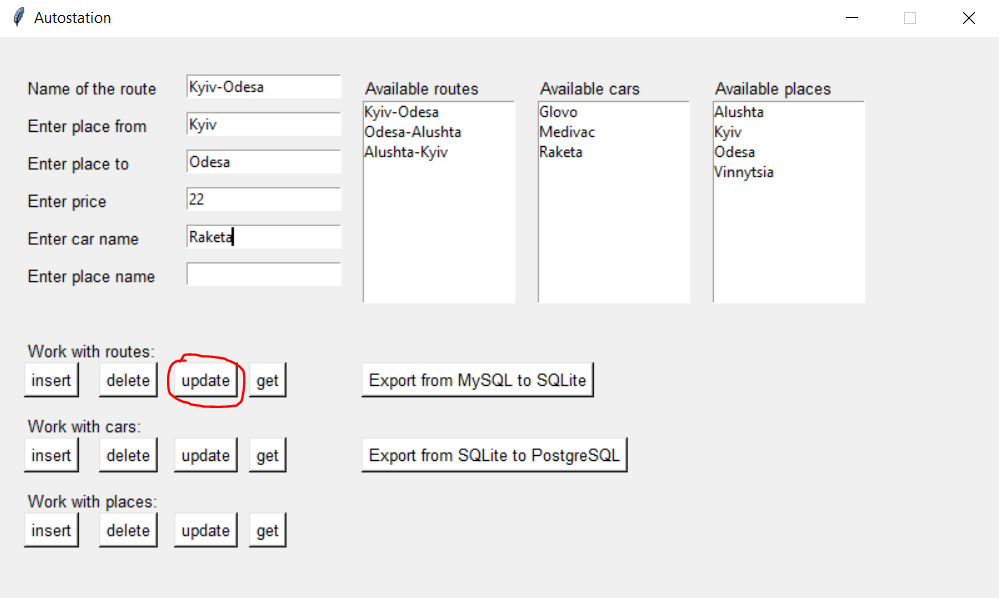 Autostation
Name of the route
Kyiv-Odesa
Enter place from
Kyiv
Enter place to
Odesa
Enter price
22
Enter car name
Raketa
Enter place name
Available routes
Kyiv-Odesa
Odesa-Alushta
Alushta-Kyiv
Available cars
Glovo
Medivac
Raketa
Available places
Alushta
Kyiv
Odesa
Vinnytsia
Work with routes:
insert delete update get
Export from MySQL to SQLite
Work with cars:
insert delete update get
Export from SQLite to PostgreSQL
Work with places:
insert delete update get